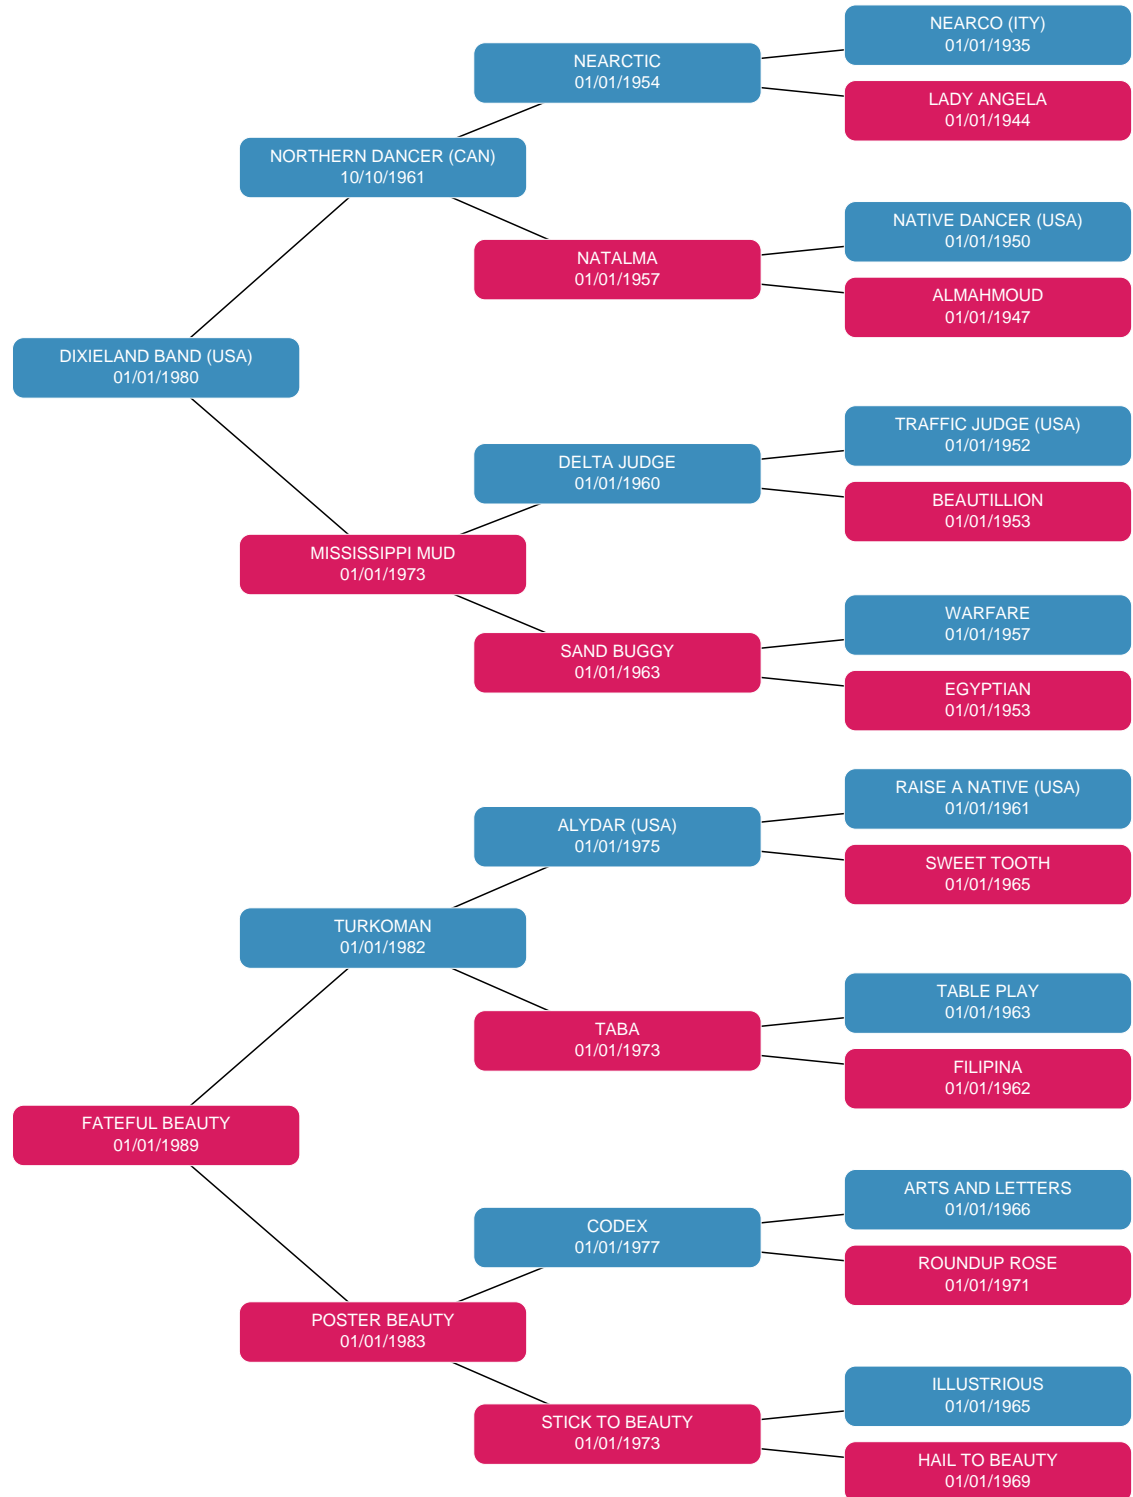 NEARCO (ITY)
01/01/1935
NEARCTIC
01/01/1954
LADY ANGELA
01/01/1944
NORTHERN DANCER (CAN)
10/10/1961
NATIVE DANCER (USA)
01/01/1950
NATALMA
01/01/1957
ALMAHMOUD
01/01/1947
DIXIELAND BAND (USA)
01/01/1980
TRAFFIC JUDGE (USA)
01/01/1952
DELTA JUDGE
01/01/1960
BEAUTILLION
01/01/1953
MISSISSIPPI MUD
01/01/1973
WARFARE
01/01/1957
SAND BUGGY
01/01/1963
EGYPTIAN
01/01/1953
RAISE A NATIVE (USA)
01/01/1961
ALYDAR (USA)
01/01/1975
SWEET TOOTH
01/01/1965
TURKOMAN
01/01/1982
TABLE PLAY
01/01/1963
TABA
01/01/1973
FILIPINA
01/01/1962
FATEFUL BEAUTY
01/01/1989
ARTS AND LETTERS
01/01/1966
CODEX
01/01/1977
ROUNDUP ROSE
01/01/1971
POSTER BEAUTY
01/01/1983
ILLUSTRIOUS
01/01/1965
STICK TO BEAUTY
01/01/1973
HAIL TO BEAUTY
01/01/1969